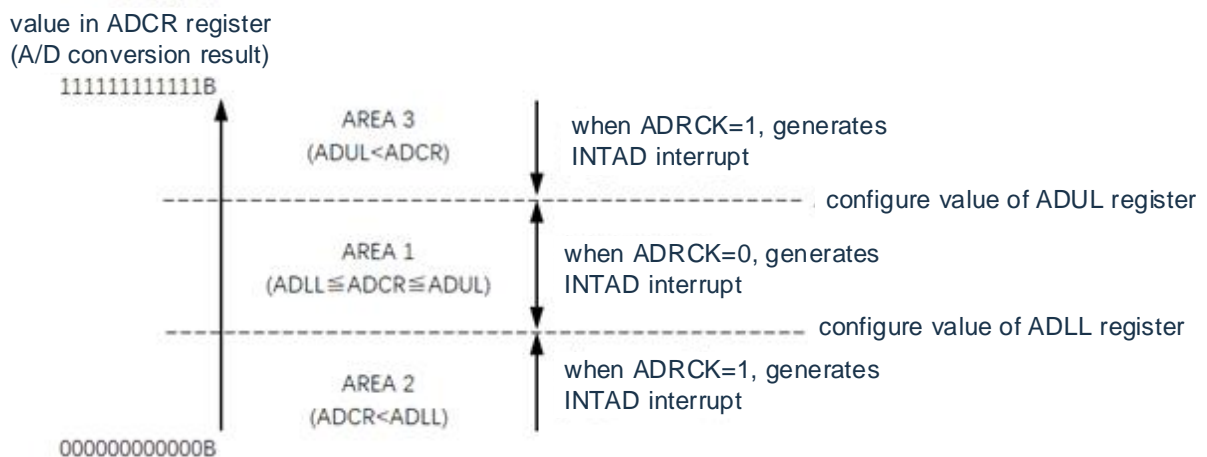 value in ADCR register
(A/D conversion result)
111111111111B
AREA 3
(ADUL<ADCR)
when ADRCK=1, generates
INTAD interrupt
configure value of ADUL register
AREA 1
(ADLL≦ADCR≦ADUL)
when ADRCK=0, generates
INTAD interrupt
configure value of ADLL register
AREA 2
(ADCR<ADLL)
when ADRCK=1, generates
INTAD interrupt
000000000000B